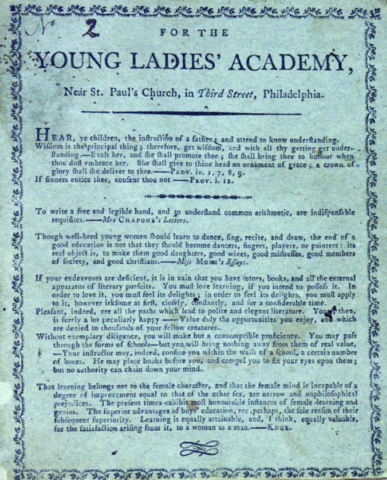 No 2
FOR THE
YOUNG LADIES' ACADEMY,
Near St. Paul's Church, in Third Street, Philadelphia.
HEAR, ye children, the instruction of a father; and attend to know understanding.
Wisdom is the principal thing; therefore, get wisdom, and with all thy getting get under-
standing.—Exalt her, and she shall promote thee; she shall bring thee to honour when
thou dost embrace her. She shall give to thine head an ornament of grace; a crown of
glory shall she deliver to thee.——PROV. iv. 1, 7, 8, 9.
If sinners entice thee, consent thou not——PROV. i. 12.
To write a free and legible hand, and to understand common arithmetic, are indispensible
requisites.——MRS CHAPONE's Letters.
Though well-bred young women should learn to dance, sing, recite, and draw, the end of a
good education is not that they should become dancers, singers, players, or painters: its
real object is, to make them good daughters, good wives, good mistresses, good members
of society, and good christians.——MISS MORE's Essays.
If your endeavours are deficient, it is in vain that you have tutors, books, and all the external
apparatus of literary pursuits. You must love learning, if you intend to possess it. In
order to love it, you must feel its delights; in order to feel its delights, you must apply
to it, however irksome at first, closely, constantly, and for a considerable time.
Pleasant, indeed, are all the paths which lead to polite and elegant literature. Yours then,
is surely a lot peculiarly happy.—Value duly the opportunities you enjoy, and which
are denied to thousands of your fellow creatures.
Without exemplary diligence, you will make but a contemptible proficiency. You may pass
through the forms of schools—but you will bring nothing away from them of real value.
—Your instructor may, indeed, confine you within the walls of a school, a certain number
of hours. He may place books before you, and compel you to fix your eyes upon them;
but no authority can chain down your mind.
That learning belongs not to the female character, and that the female mind is incapable of a
degree of improvement equal to that of the other sex, are narrow and unphilosophical
prejudices. The present times exhibit most honourable instances of female learning and
genius. The superior advantages of boys' education, are, perhaps, the sole reason of their
subsequent superiority. Learning is equally attainable, and, I think, equally valuable,
for the satisfaction arising from it, to a woman as a man.——KNOX.